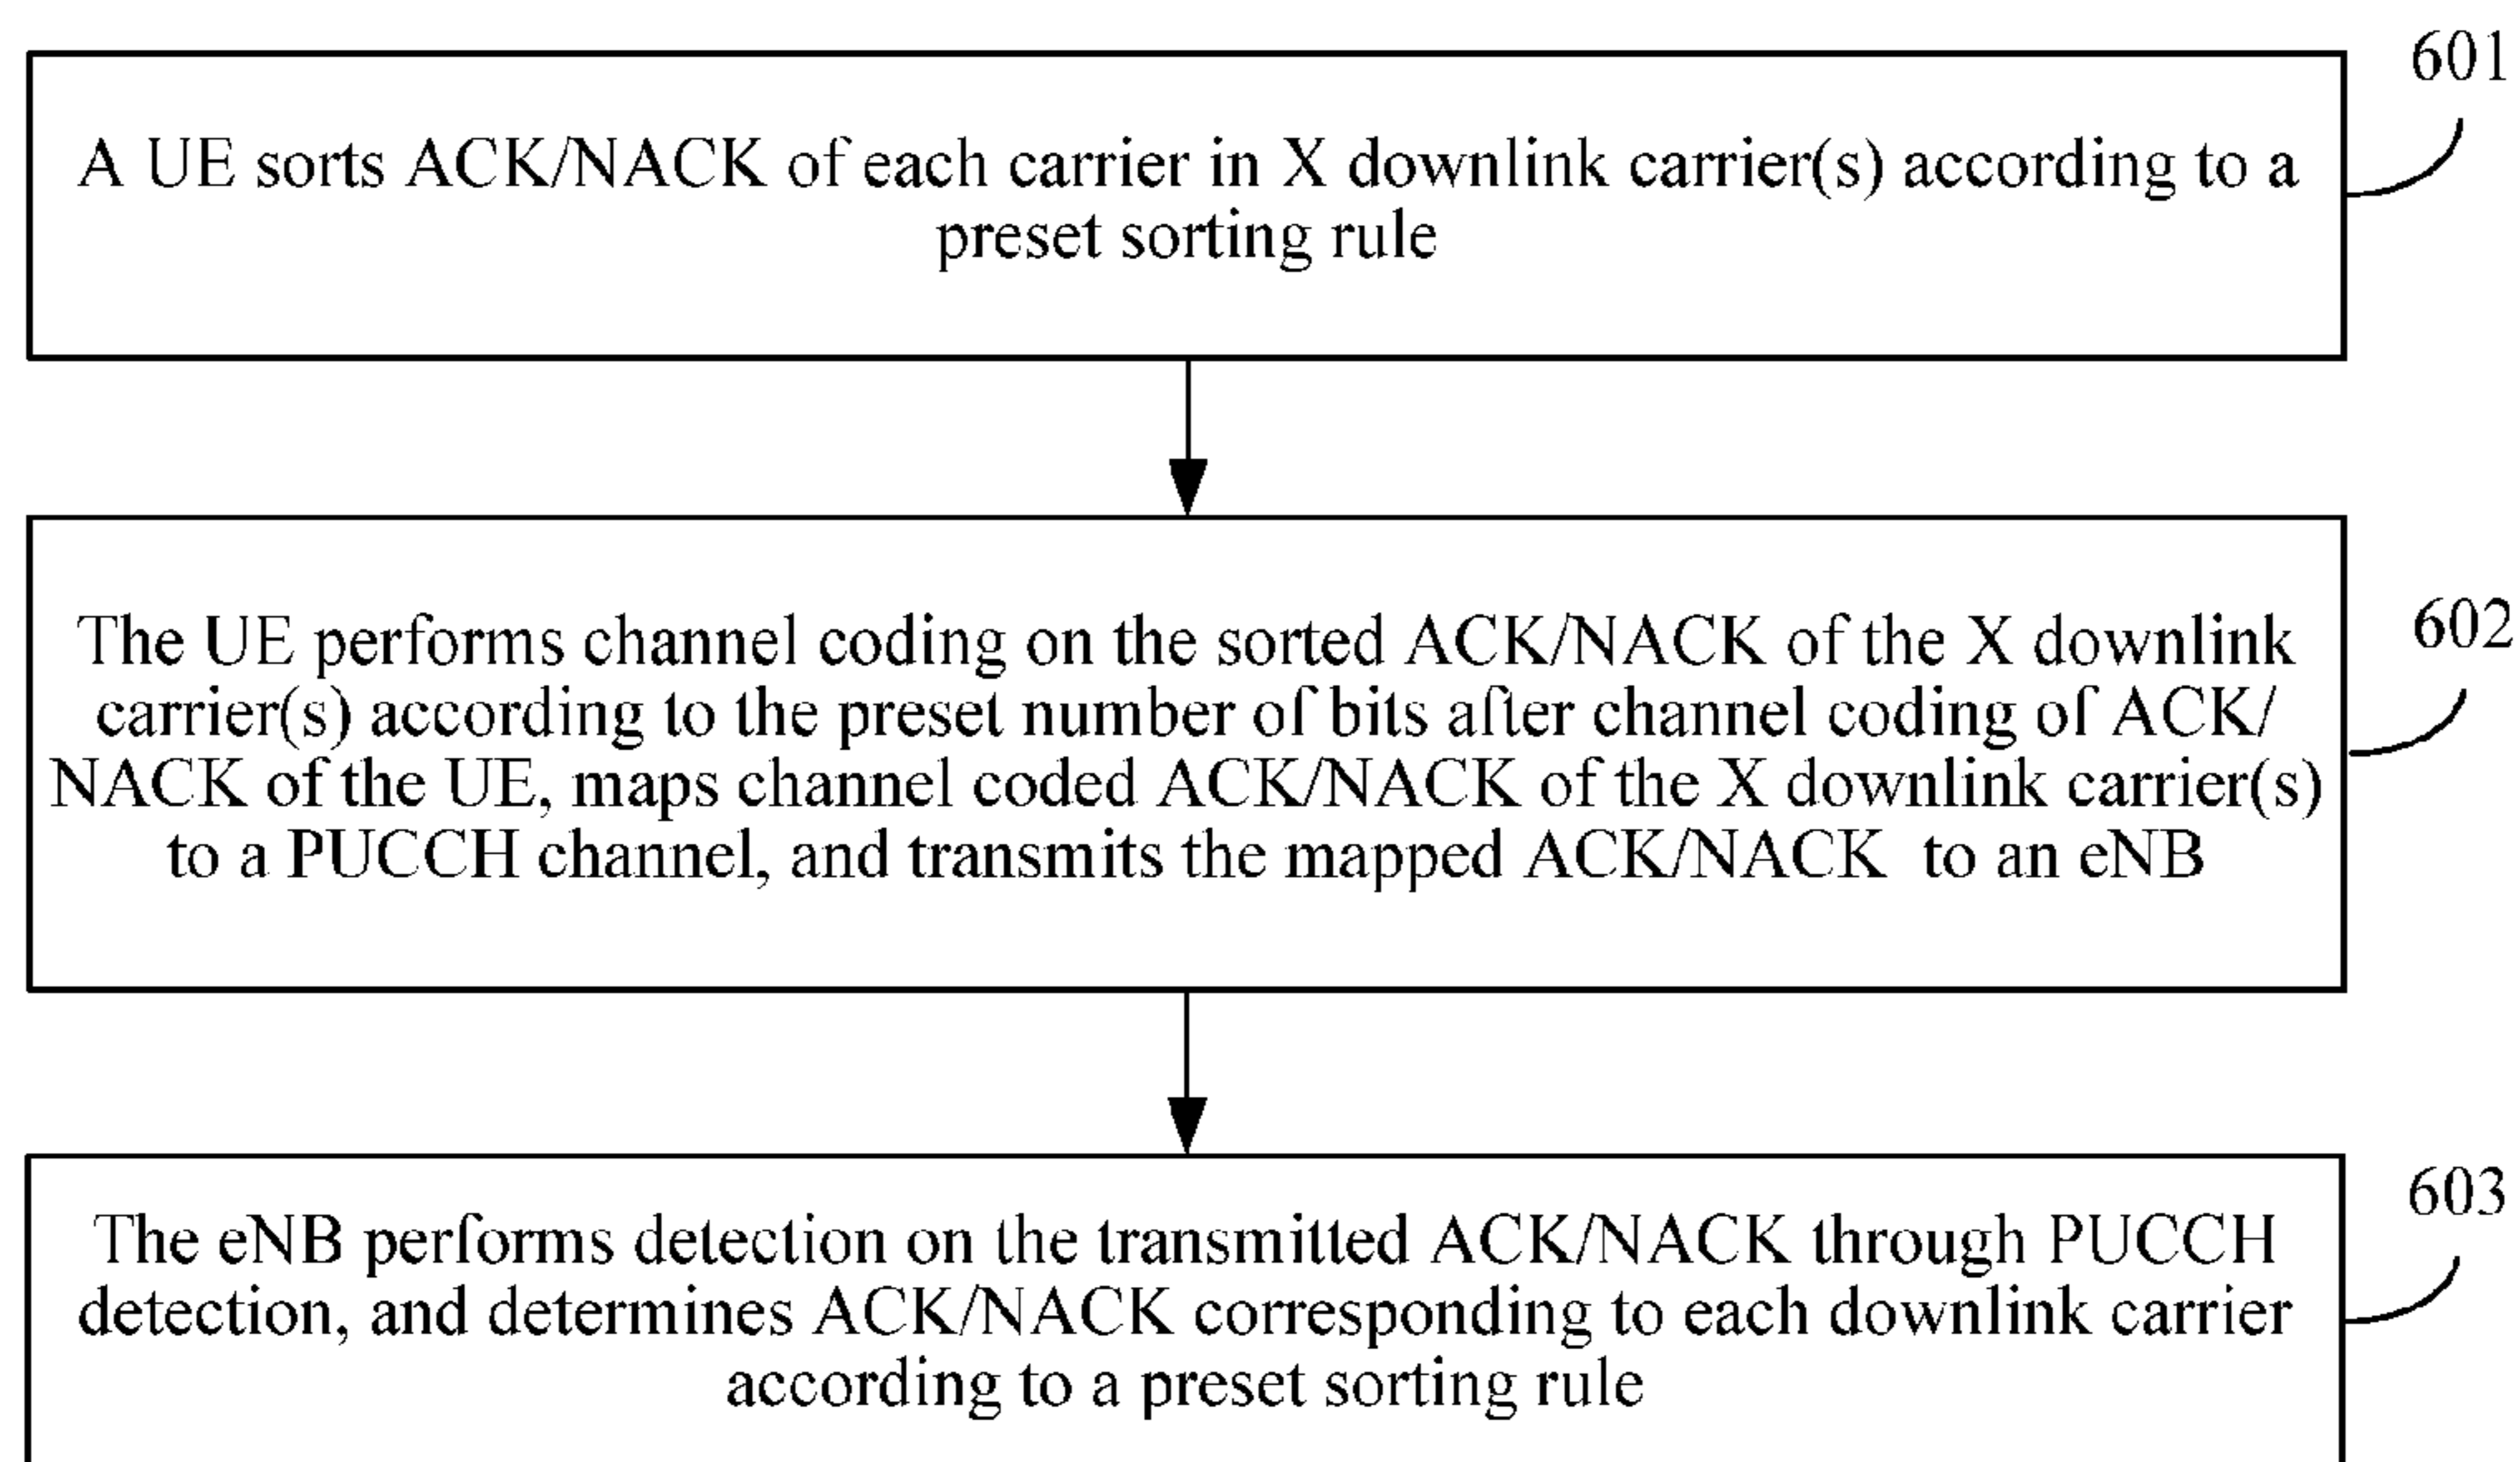 601
A UE sorts ACK/NACK of each carrier in X downlink carrier(s) according to a
preset sorting rule
602
The UE performs channel coding on the sorted ACK/NACK of the X downlink
carrier(s) according to the preset number of bits after channel coding of ACK/
NACK of the UE, maps channel coded ACK/NACK of the X downlink carrier(s)
to a PUCCH channel, and transmits the mapped ACK/NACK to an eNB
603
The eNB performs detection on the transmitted ACK/NACK through PUCCH
detection, and determines ACK/NACK corresponding to each downlink carrier
according to a preset sorting rule